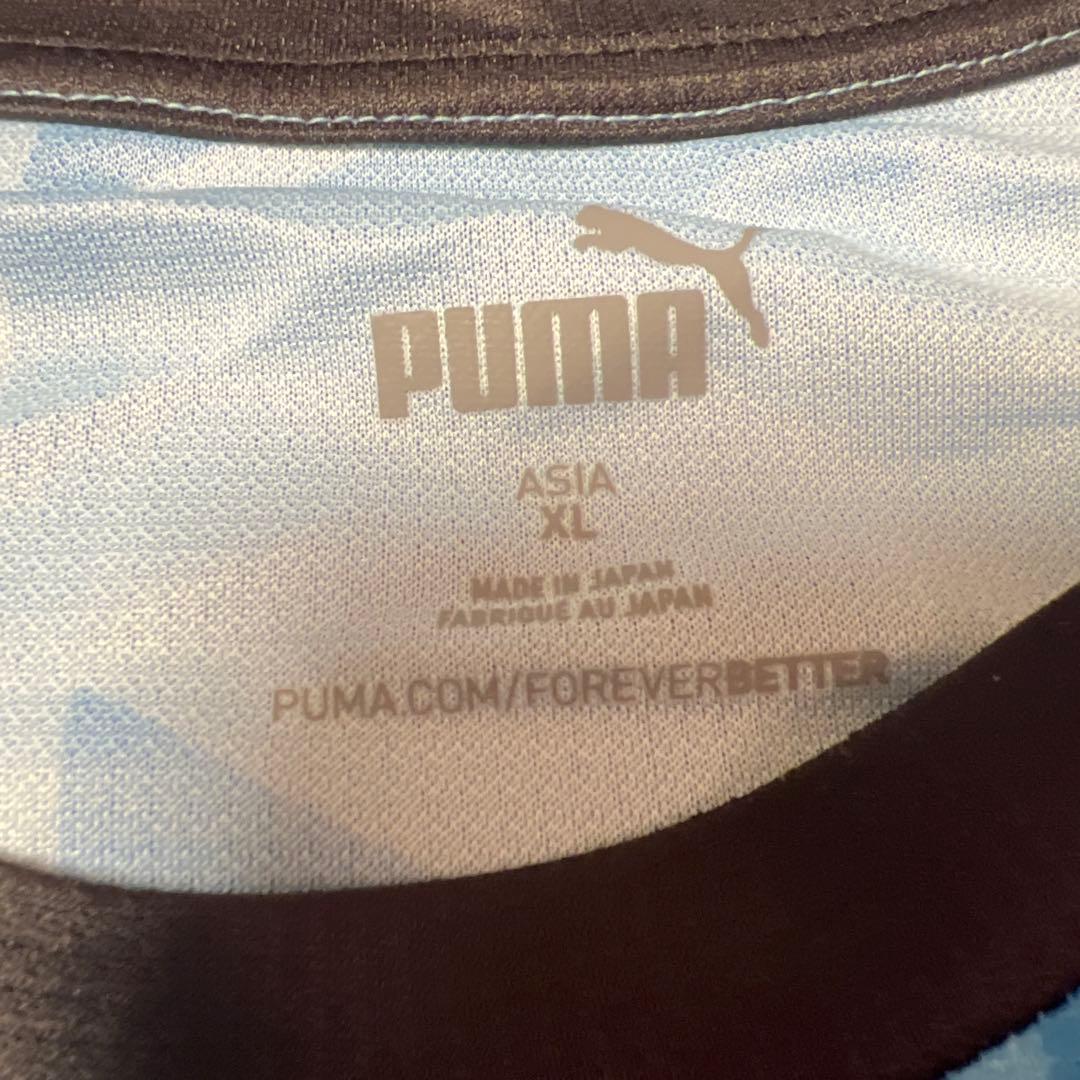 PUMA
ASIA
XL
MADE IN JAPAN
FABRIQUÉ AU JAPAN
PUMA.COM/FOREVERBETTER